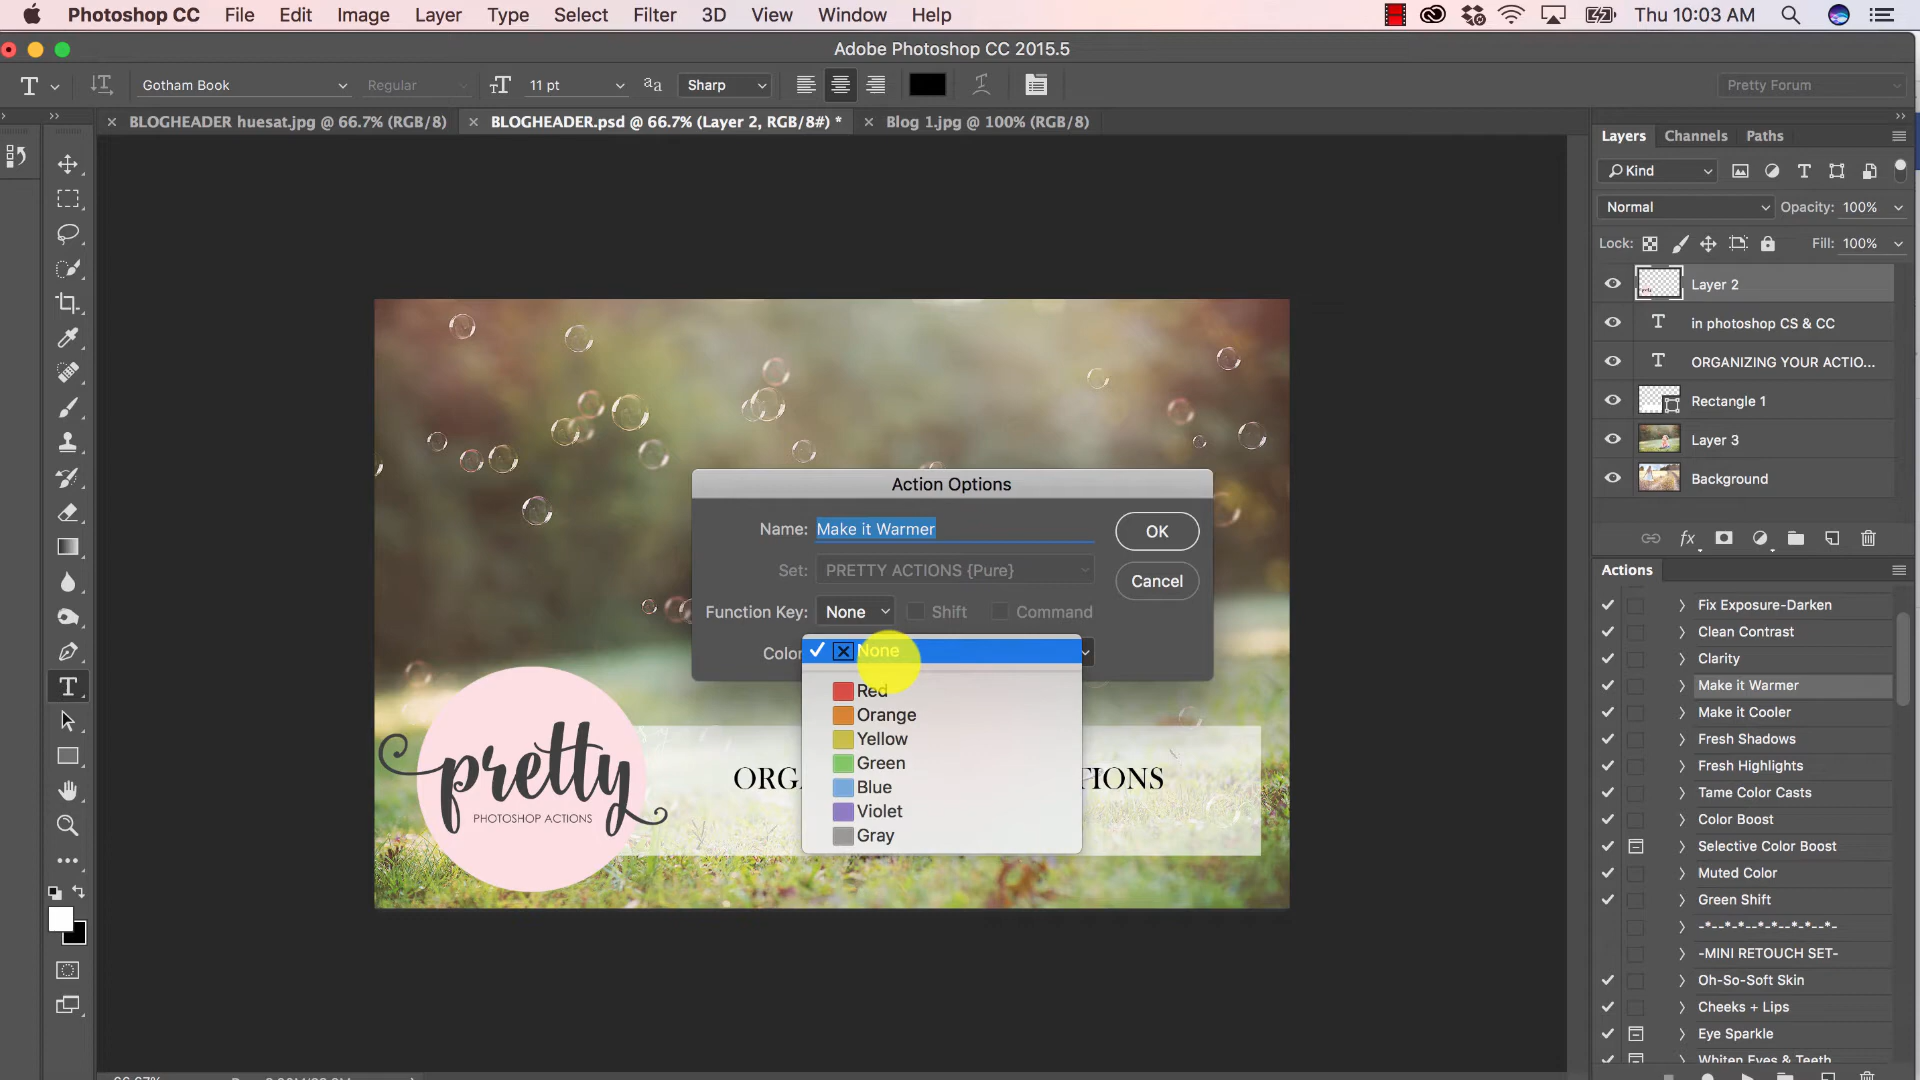 Photoshop CC File Edit Image Layer Type Select Filter 3D View Window Help Thu 10:03 AM
Adobe Photoshop CC 2015.5
T Gotham Book Regular 11 pt aa Sharp Pretty Forum
BLOGHEADER huesat.jpg @ 66.7% (RGB/8) BLOGHEADER.psd @ 66.7% (Layer 2, RGB/8#) * Blog 1.jpg @ 100% (RGB/8)
Layers Channels Paths
Kind
Normal Opacity: 100%
Lock: Fill: 100%
Layer 2
in photoshop CS & CC
ORGANIZING YOUR ACTIO...
Rectangle 1
Layer 3
Background
fx
Action Options
Name: Make it Warmer OK
Set: PRETTY ACTIONS {Pure} Cancel
Function Key: None Shift Command
Color None
Red
Orange
Yellow
Green
Blue
Violet
Gray
pretty
PHOTOSHOP ACTIONS
ORG TIONS
Actions
Fix Exposure-Darken
Clean Contrast
Clarity
Make it Warmer
Make it Cooler
Fresh Shadows
Fresh Highlights
Tame Color Casts
Color Boost
Selective Color Boost
Muted Color
Green Shift
-*--*-*--*-*--*-*--*-
-MINI RETOUCH SET-
Oh-So-Soft Skin
Cheeks + Lips
Eye Sparkle
Whiten Eyes & Teeth